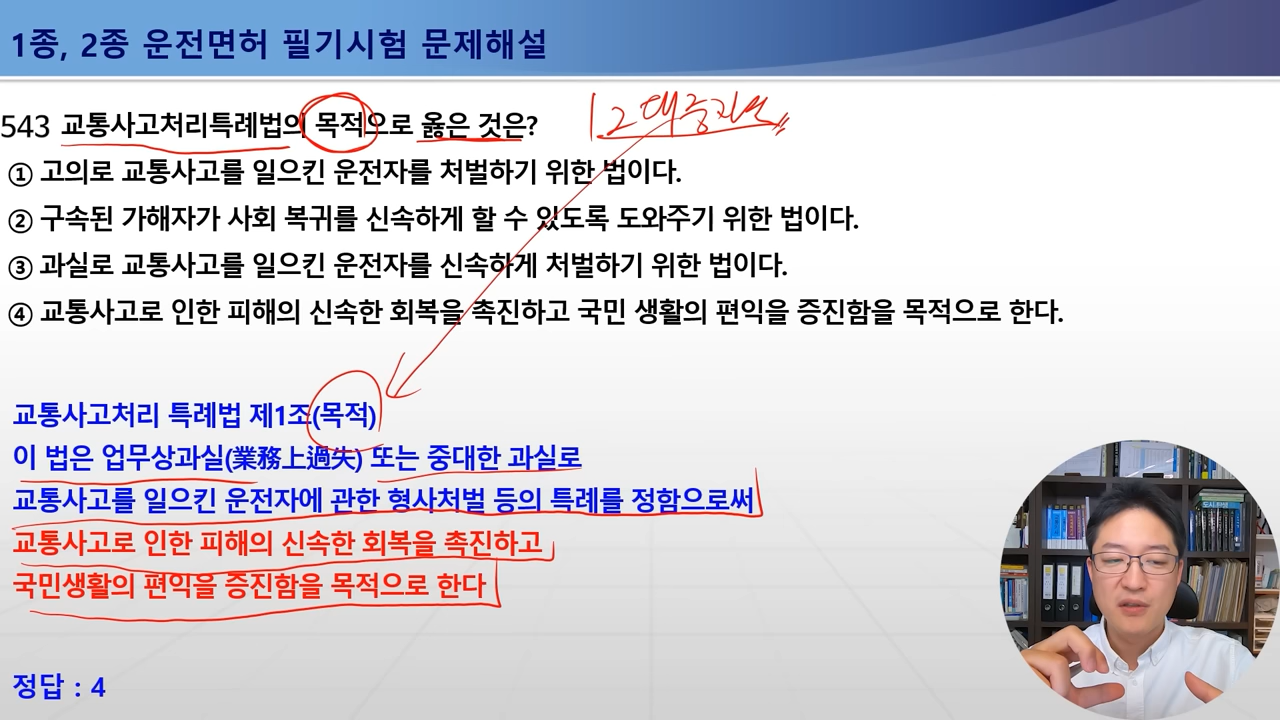 1종, 2종 운전면허 필기시험 문제해설
543 교통사고처리특례법의 목적으로 옳은 것은?
12대중과실
① 고의로 교통사고를 일으킨 운전자를 처벌하기 위한 법이다.
② 구속된 가해자가 사회 복귀를 신속하게 할 수 있도록 도와주기 위한 법이다.
③ 과실로 교통사고를 일으킨 운전자를 신속하게 처벌하기 위한 법이다.
④ 교통사고로 인한 피해의 신속한 회복을 촉진하고 국민 생활의 편익을 증진함을 목적으로 한다.
교통사고처리 특례법 제1조(목적)
이 법은 업무상과실(業務上過失) 또는 중대한 과실로
교통사고를 일으킨 운전자에 관한 형사처벌 등의 특례를 정함으로써
교통사고로 인한 피해의 신속한 회복을 촉진하고
국민생활의 편익을 증진함을 목적으로 한다
정답 : 4